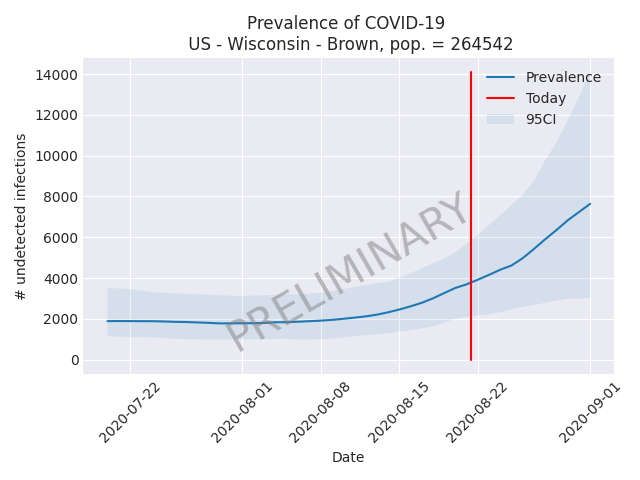 Prevalence of COVID-19
US - Wisconsin - Brown, pop. = 264542
14000
12000
10000
8000
6000
4000
2000
0
# undetected infections
Prevalence
Today
95CI
PRELIMINARY
2020-07-22
2020-08-01
2020-08-08
2020-08-15
2020-08-22
2020-09-01
Date